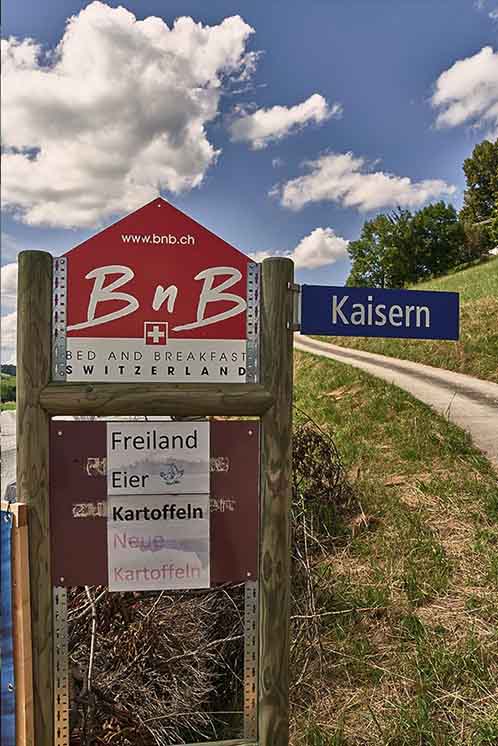 www.bnb.ch
BnB
BED AND BREAKFAST
SWITZERLAND
Kaisern
Freiland
Eier
Kartoffeln
Neue
Kartoffeln